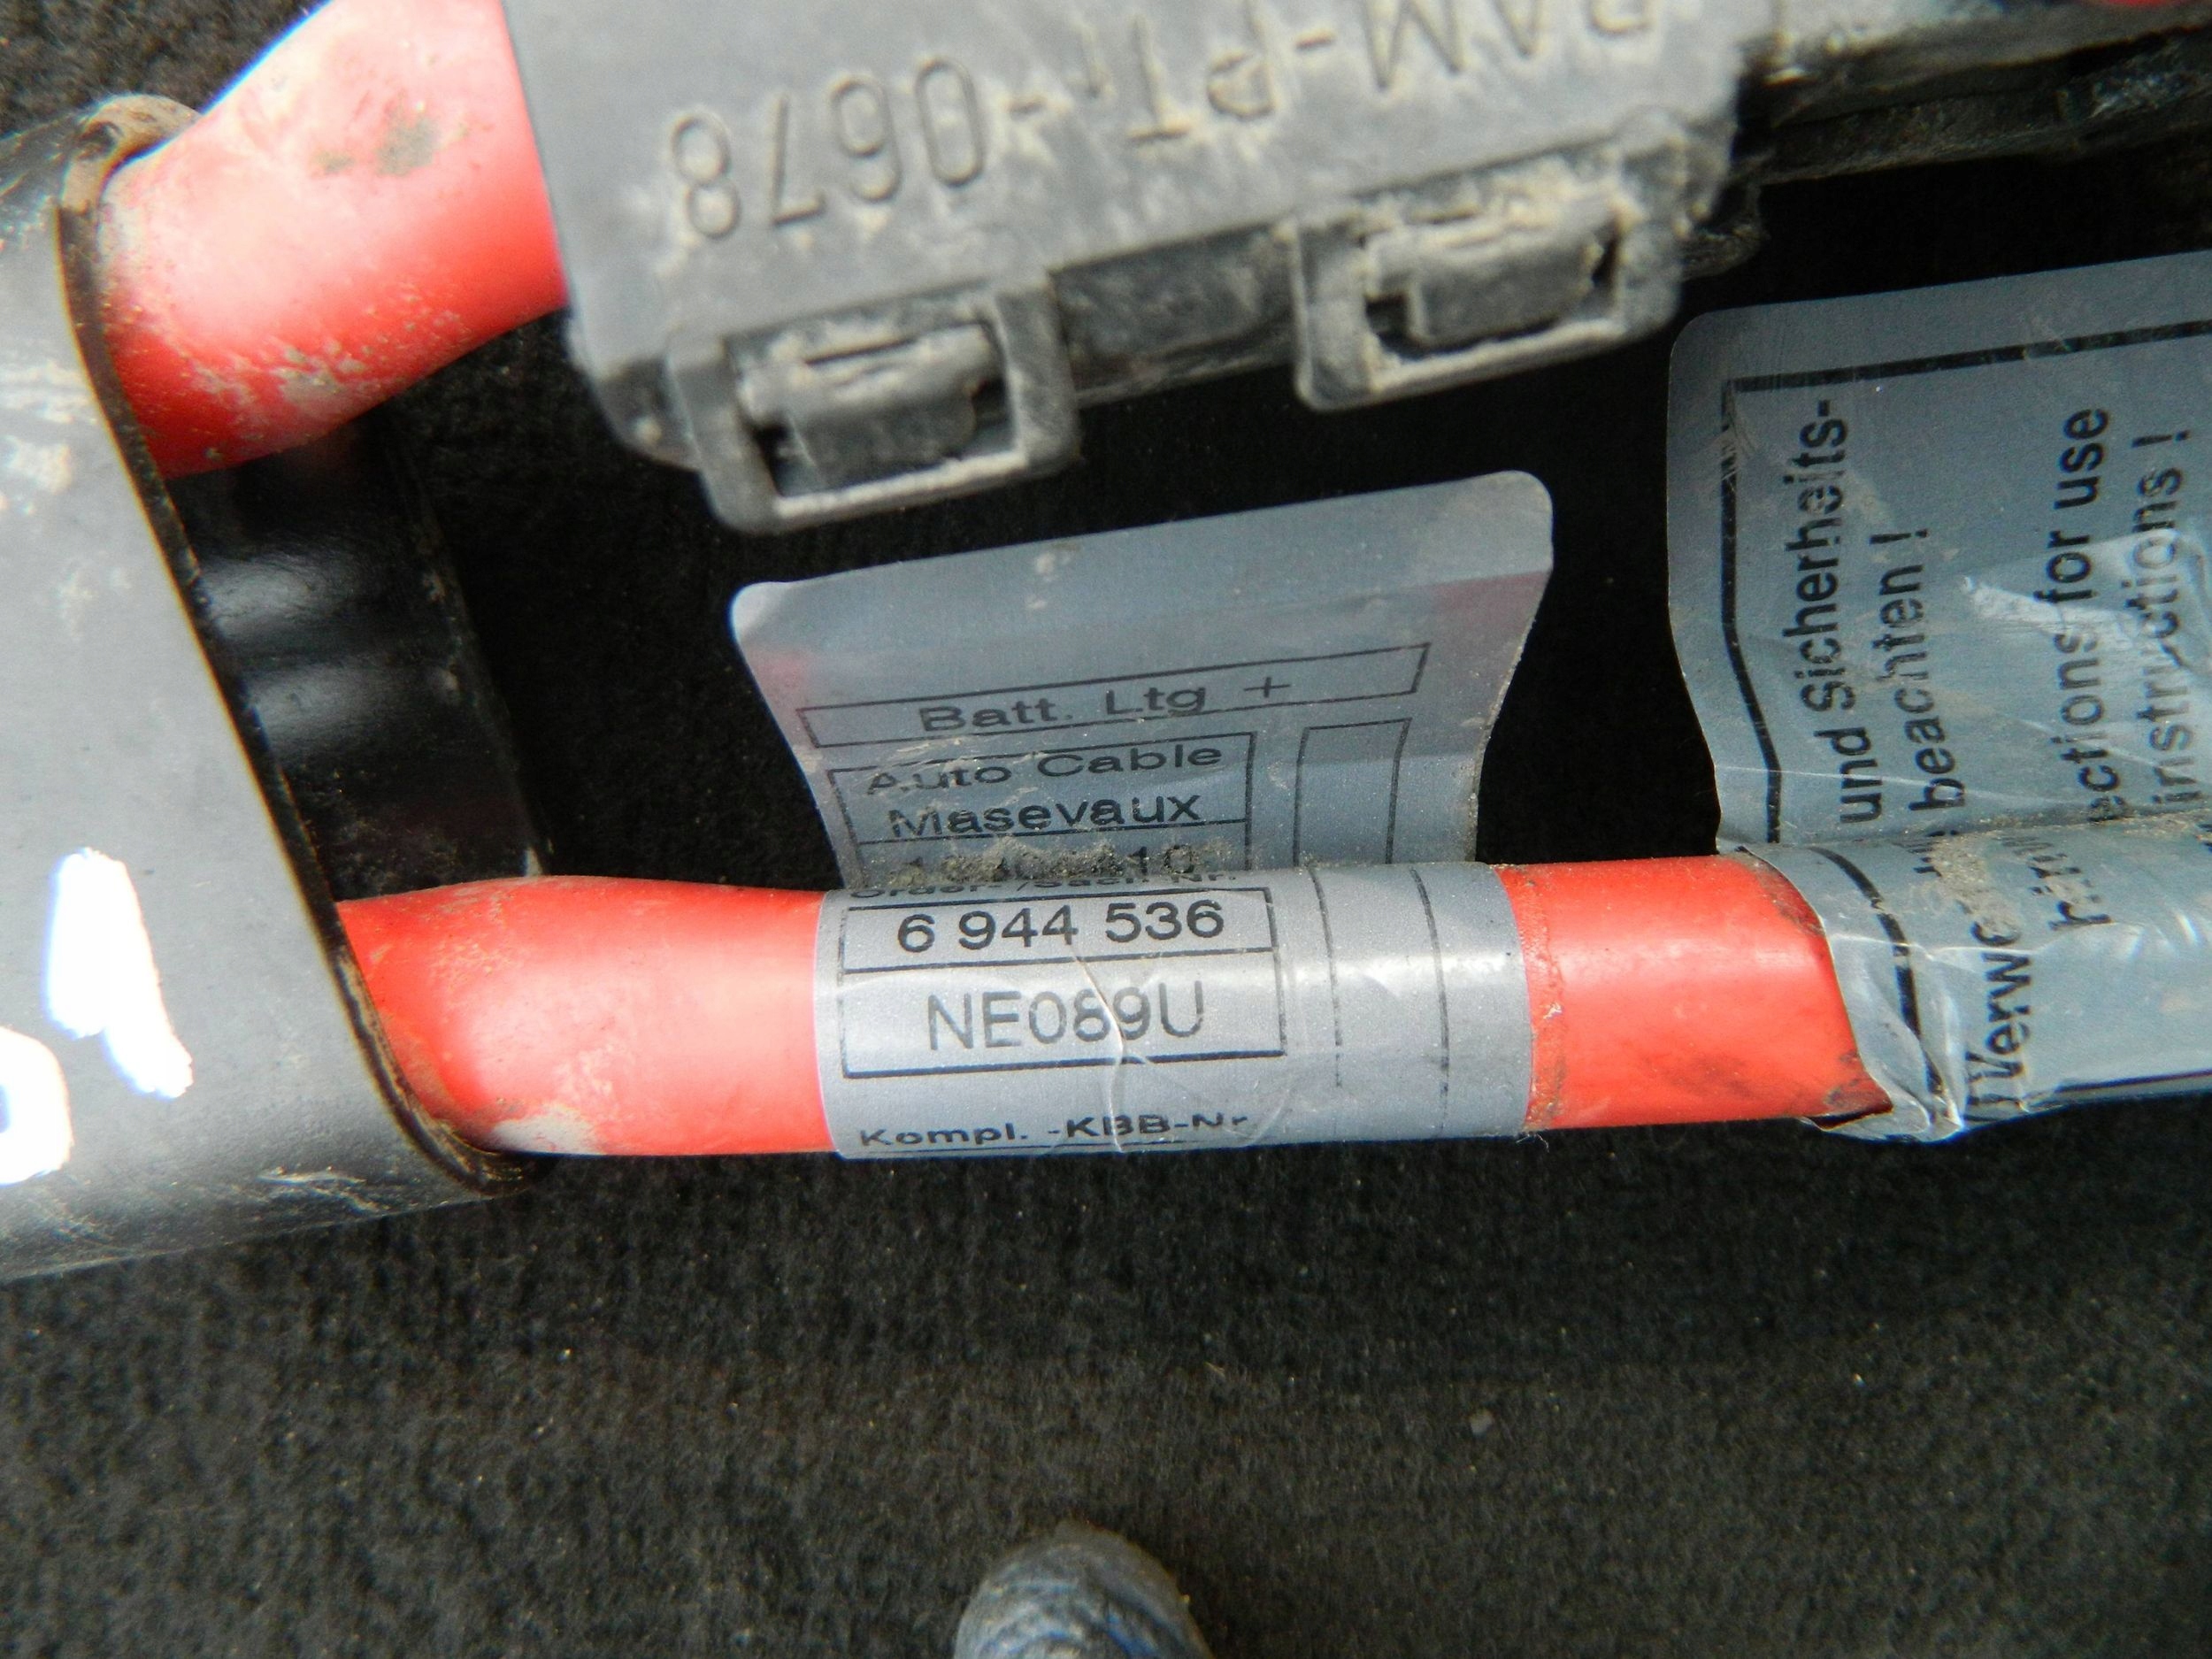 PAM-PTr-0678
Batt. Ltg +
Auto Cable
Masevaux
6 944 536
NE089U
Kompl. -KBB-Nr
und Sicherheits-
beachten !
for use
instructions !